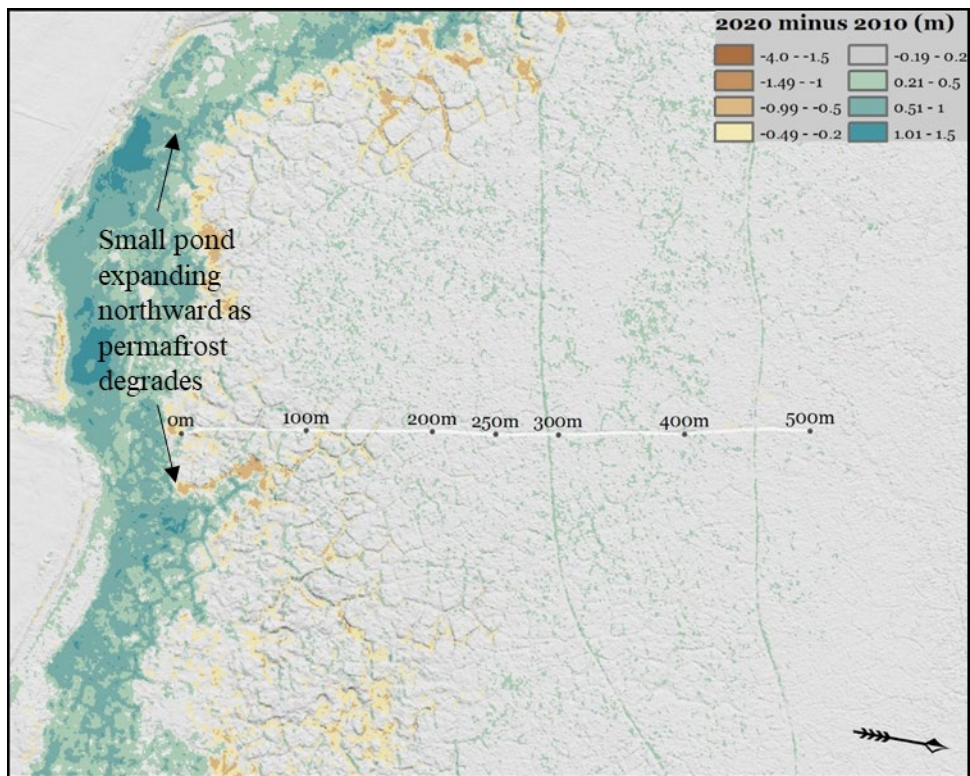 2020 minus 2010 (m)
-4.0 - -1.5
-0.19 - 0.2
-1.49 - -1
0.21 - 0.5
-0.99 - -0.5
0.51 - 1
-0.49 - -0.2
1.01 - 1.5
Small pond
expanding
northward as
permafrost
degrades
0m 100m 200m 250m 300m 400m 500m